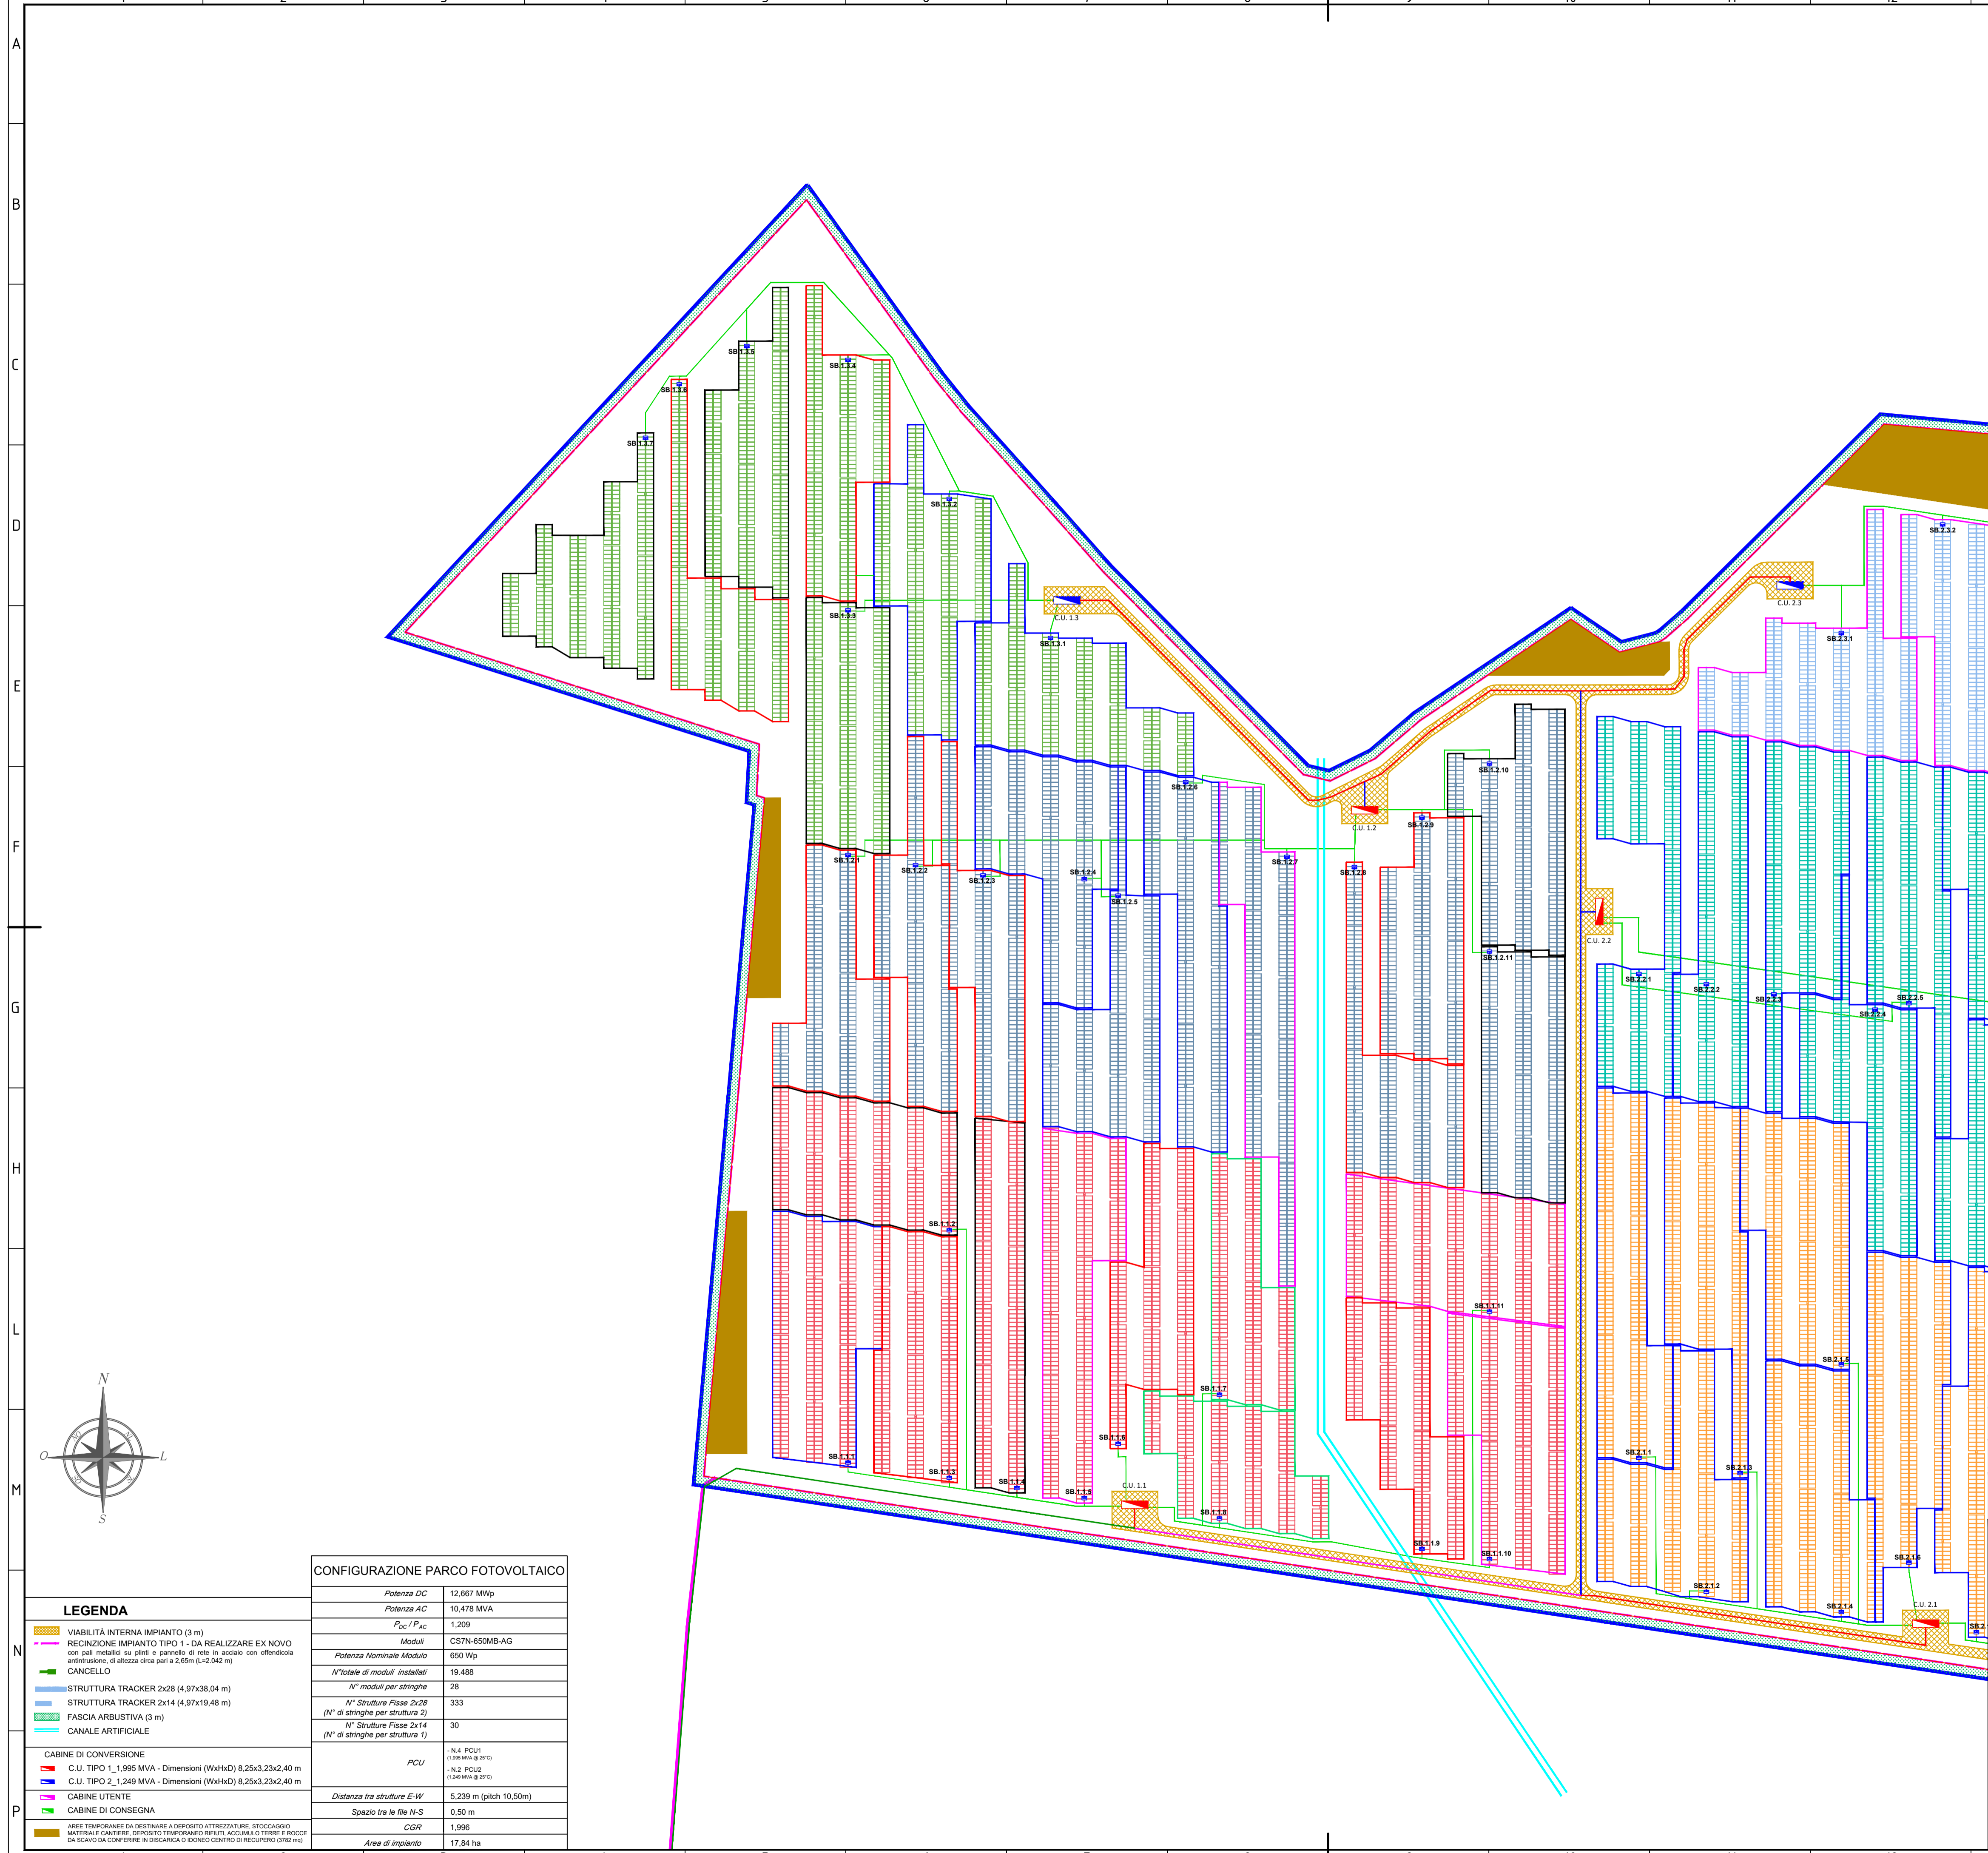 A
B
C
D
E
F
G
H
L
M
N
P
SB.1.3.5
SB.1.3.4
SB.1.3.6
SB.1.3.7
SB.1.3.2
SB.1.3.3
SB.1.3.1
C.U. 1.3
SB.2.3.2
C.U. 2.3
SB.2.3.1
SB.1.2.10
SB.1.2.6
SB.1.2.9
C.U. 1.2
SB.1.2.1
SB.1.2.2
SB.1.2.3
SB.1.2.4
SB.1.2.5
SB.1.2.7
SB.1.2.8
C.U. 2.2
SB.1.2.11
SB.2.2.1
SB.2.2.2
SB.2.2.3
SB.2.2.4
SB.2.2.5
SB.1.1.2
SB.1.1.11
SB.2.1.5
SB.1.1.7
SB.1.1.6
SB.1.1.1
SB.1.1.3
SB.1.1.4
SB.1.1.5
C.U. 1.1
SB.1.1.8
SB.2.1.1
SB.2.1.3
SB.1.1.9
SB.1.1.10
SB.2.1.6
SB.2.1.2
SB.2.1.4
C.U. 2.1
N
NO
NL
O
L
S
CONFIGURAZIONE PARCO FOTOVOLTAICO
Potenza DC 12,667 MWp
Potenza AC 10,478 MVA
PDC / PAC 1,209
Moduli CS7N-650MB-AG
Potenza Nominale Modulo 650 Wp
N°totale di moduli installati 19.488
N° moduli per stringhe 28
N° Strutture Fisse 2x28 333
(N° di stringhe per struttura 2)
N° Strutture Fisse 2x14 30
(N° di stringhe per struttura 1)
PCU
- N.4 PCU1
(1,995 MVA @ 25°C)
- N.2 PCU2
(1,249 MVA @ 25°C)
Distanza tra strutture E-W 5,239 m (pitch 10,50m)
Spazio tra le file N-S 0,50 m
CGR 1,996
Area di impianto 17,84 ha
LEGENDA
VIABILITÀ INTERNA IMPIANTO (3 m)
RECINZIONE IMPIANTO TIPO 1 - DA REALIZZARE EX NOVO
con pali metallici su plinti e pannello di rete in acciaio con offendicola
antintrusione, di altezza circa pari a 2,65m (L=2.042 m)
CANCELLO
STRUTTURA TRACKER 2x28 (4,97x38,04 m)
STRUTTURA TRACKER 2x14 (4,97x19,48 m)
FASCIA ARBUSTIVA (3 m)
CANALE ARTIFICIALE
CABINE DI CONVERSIONE
C.U. TIPO 1_1,995 MVA - Dimensioni (WxHxD) 8,25x3,23x2,40 m
C.U. TIPO 2_1,249 MVA - Dimensioni (WxHxD) 8,25x3,23x2,40 m
CABINE UTENTE
CABINE DI CONSEGNA
AREE TEMPORANEE DA DESTINARE A DEPOSITO ATTREZZATURE, STOCCAGGIO
MATERIALE CANTIERE, DEPOSITO TEMPORANEO RIFIUTI, ACCUMULO TERRE E ROCCE
DA SCAVO DA CONFERIRE IN DISCARICA O IDONEO CENTRO DI RECUPERO (3782 mq)